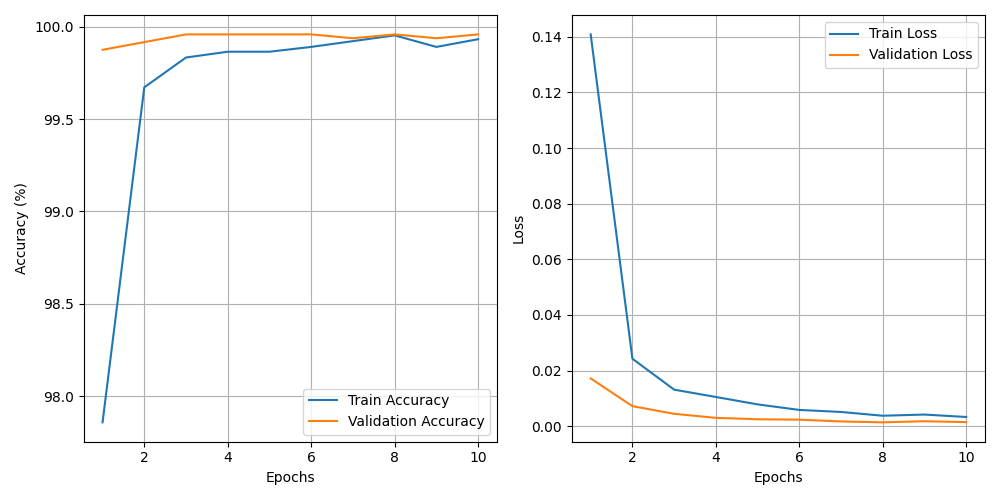 100.0
99.5
99.0
98.5
98.0
Accuracy (%)
2
4
6
8
10
Epochs
Train Accuracy
Validation Accuracy
0.14
0.12
0.10
0.08
0.06
0.04
0.02
0.00
Loss
2
4
6
8
10
Epochs
Train Loss
Validation Loss